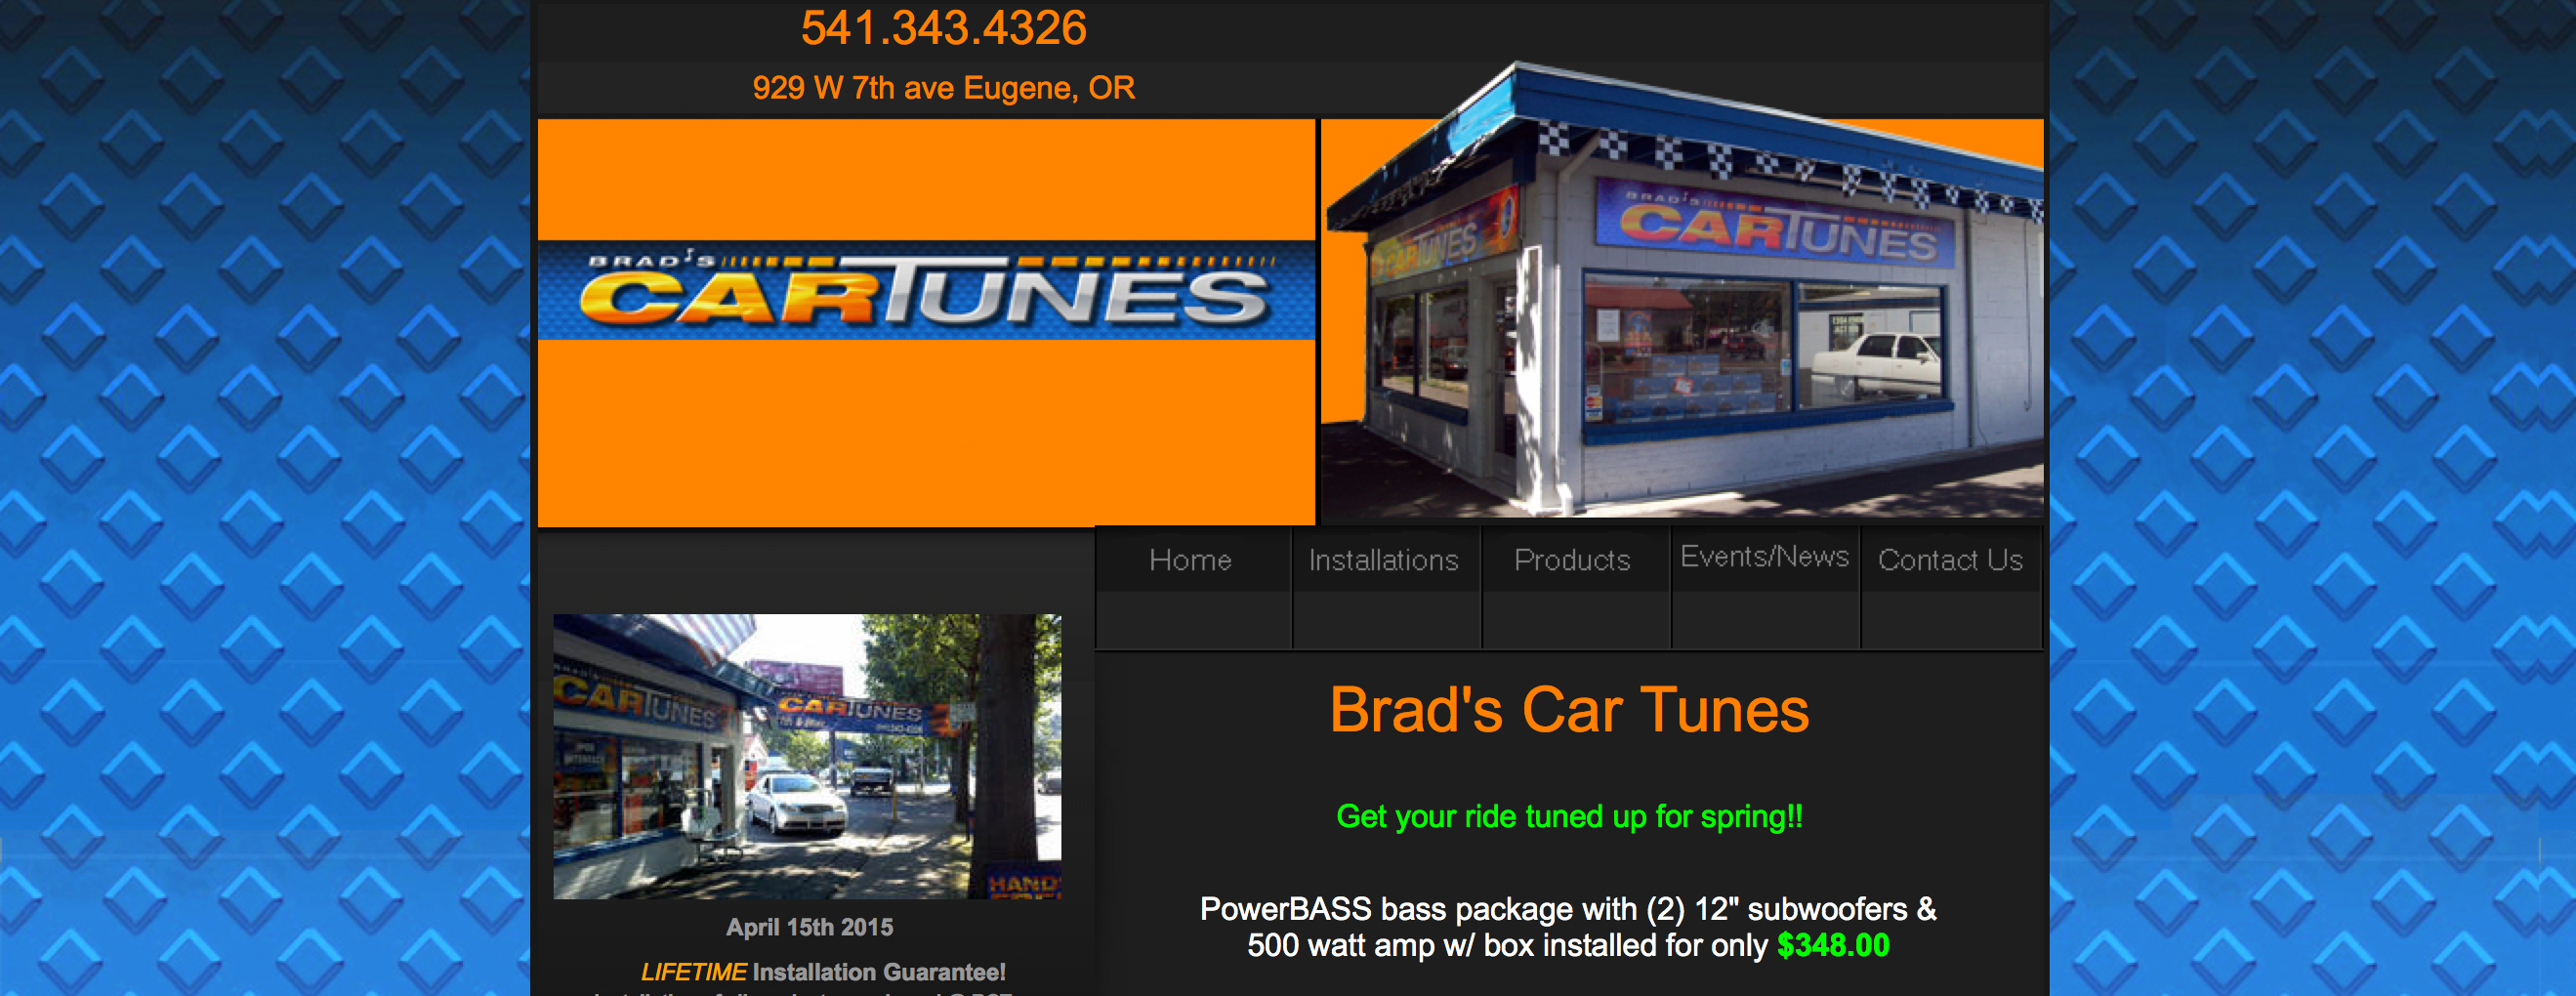 541.343.4326
929 W 7th ave Eugene, OR
BRAD'S
CARTUNES
BRAD'S
CARTUNES
CARTUNES
Home
Installations
Products
Events/News
Contact Us
CARTUNES
CARTUNES
HAND
April 15th 2015
LIFETIME Installation Guarantee!
Brad's Car Tunes
Get your ride tuned up for spring!!
PowerBASS bass package with (2) 12" subwoofers &
500 watt amp w/ box installed for only $348.00